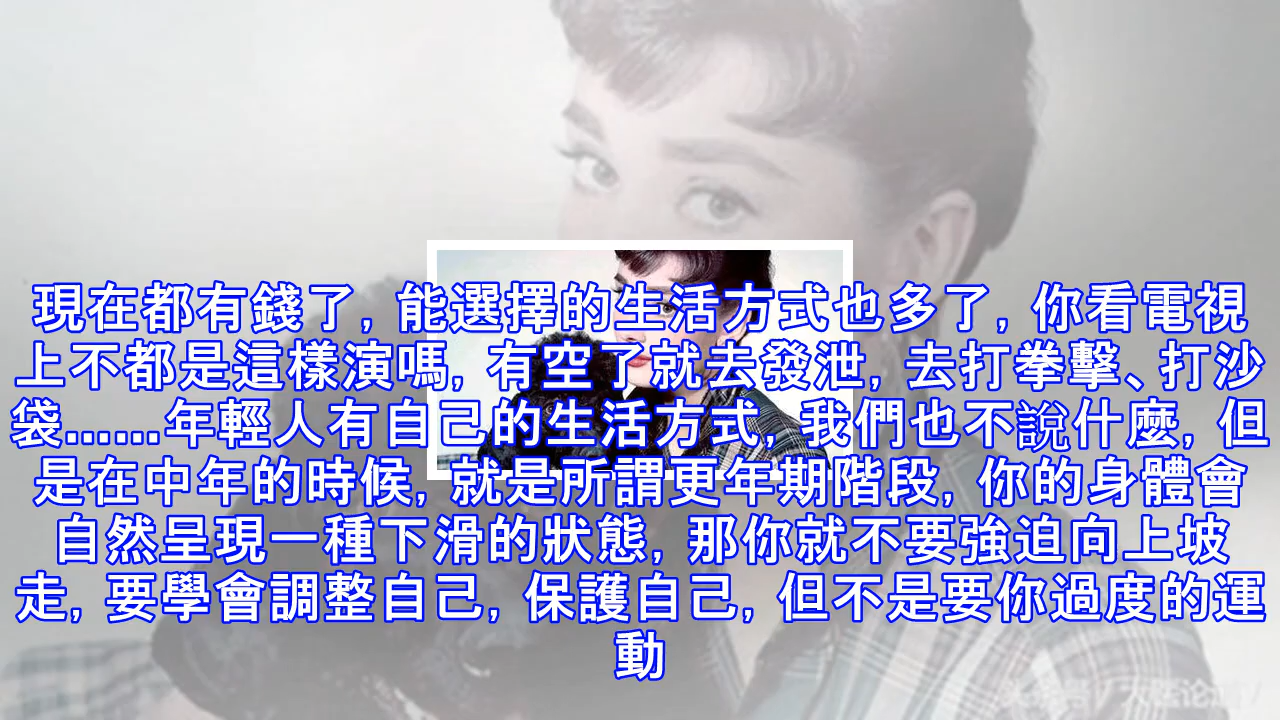 現在都有錢了, 能選擇的生活方式也多了, 你看電視
上不都是這樣演嗎, 有空了就去發泄, 去打拳擊、打沙
袋......年輕人有自己的生活方式, 我們也不說什麼, 但
是在中年的時候, 就是所謂更年期階段, 你的身體會
自然呈現一種下滑的狀態, 那你就不要強迫向上坡
走, 要學會調整自己, 保護自己, 但不是要你過度的運
動